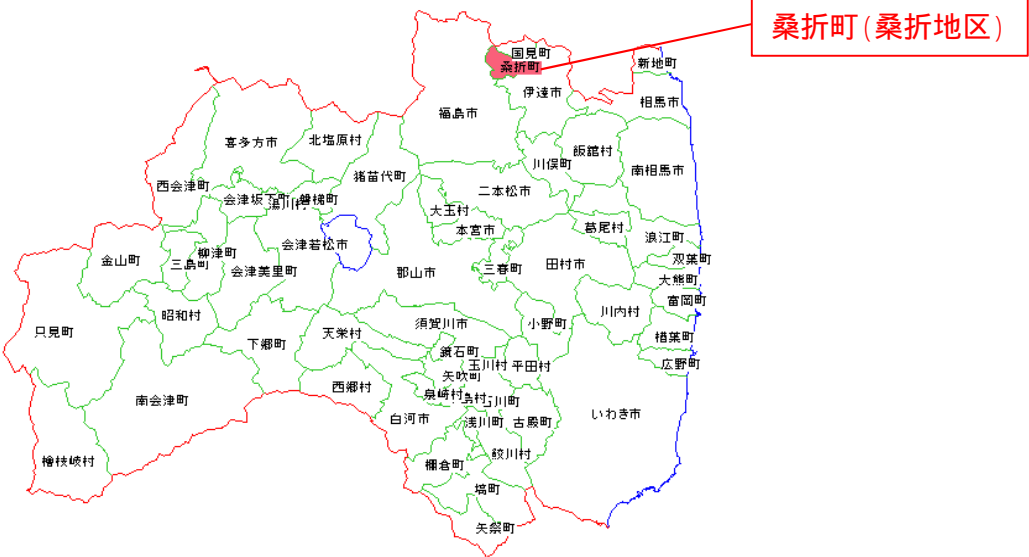 桑折町(桑折地区)
国見町
桑折町
新地町
伊達市
相馬市
福島市
喜多方市
北塩原村
飯舘村
川俣町
南相馬市
猪苗代町
西会津町
二本松市
会津坂下町
湯川村
磐梯町
大玉村
本宮市
葛尾村
浪江町
会津若松市
柳津町
双葉町
金山町
三島町
会津美里町
郡山市
三春町
田村市
大熊町
富岡町
昭和村
川内村
只見町
下郷町
天栄村
須賀川市
小野町
楢葉町
鏡石町
玉川村
平田村
広野町
矢吹町
西郷村
泉崎村
島村
川町
南会津町
白河市
浅川町
古殿町
いわき市
鮫川村
檜枝岐村
棚倉町
塙町
矢祭町